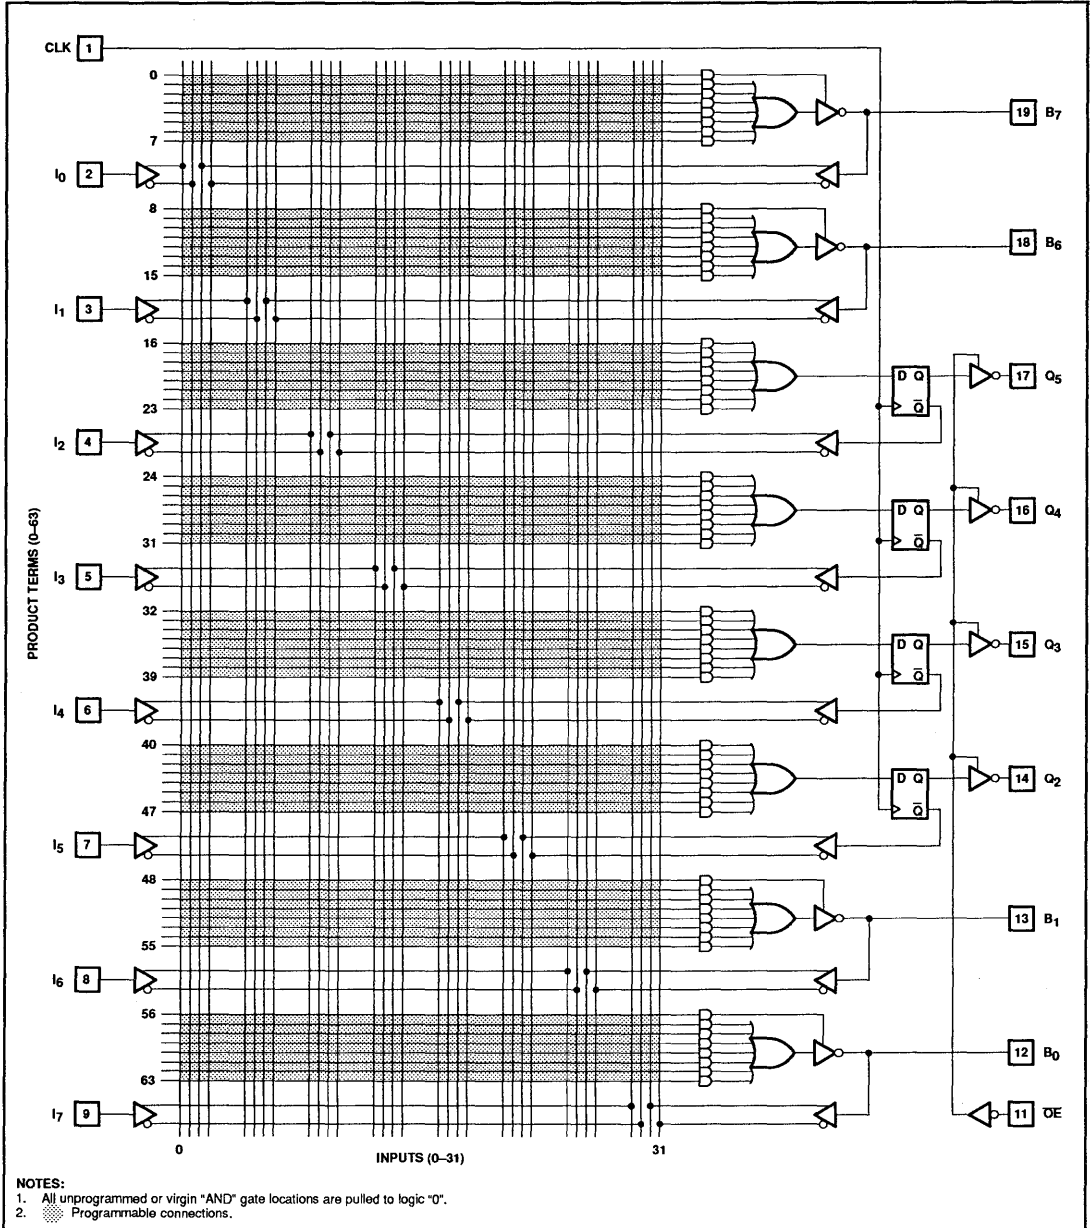 CLK 1
0
7
19 B7
I0 2
8
15
18 B6
I1 3
16
23
D Q
Q̅
17 Q5
I2 4
24
31
D Q
Q̅
16 Q4
I3 5
PRODUCT TERMS (0–63)
32
39
D Q
Q̅
15 Q3
I4 6
40
47
D Q
Q̅
14 Q2
I5 7
48
55
13 B1
I6 8
56
63
12 B0
I7 9
11 O̅E̅
0
INPUTS (0–31)
31
NOTES:
1. All unprogrammed or virgin "AND" gate locations are pulled to logic "0".
2. Programmable connections.